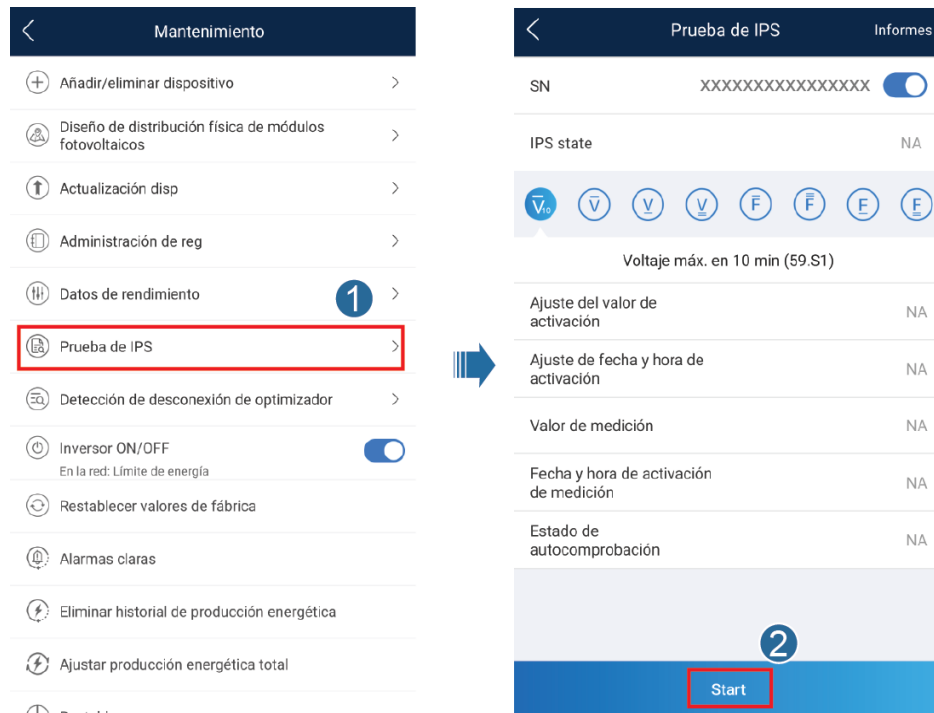 Mantenimiento
Añadir/eliminar dispositivo
Diseño de distribución física de módulos
fotovoltaicos
Actualización disp
Administración de reg
Datos de rendimiento
1
Prueba de IPS
Detección de desconexión de optimizador
Inversor ON/OFF
En la red: Límite de energía
Restablecer valores de fábrica
Alarmas claras
Eliminar historial de producción energética
Ajustar producción energética total
Prueba de IPS Informes
SN XXXXXXXXXXXXXXXX
IPS state NA
V̅10 V̅ V̲ V̳ F̅ F̿ F̲ F̳
Voltaje máx. en 10 min (59.S1)
Ajuste del valor de
activación NA
Ajuste de fecha y hora de
activación NA
Valor de medición NA
Fecha y hora de activación
de medición NA
Estado de
autocomprobación NA
2
Start